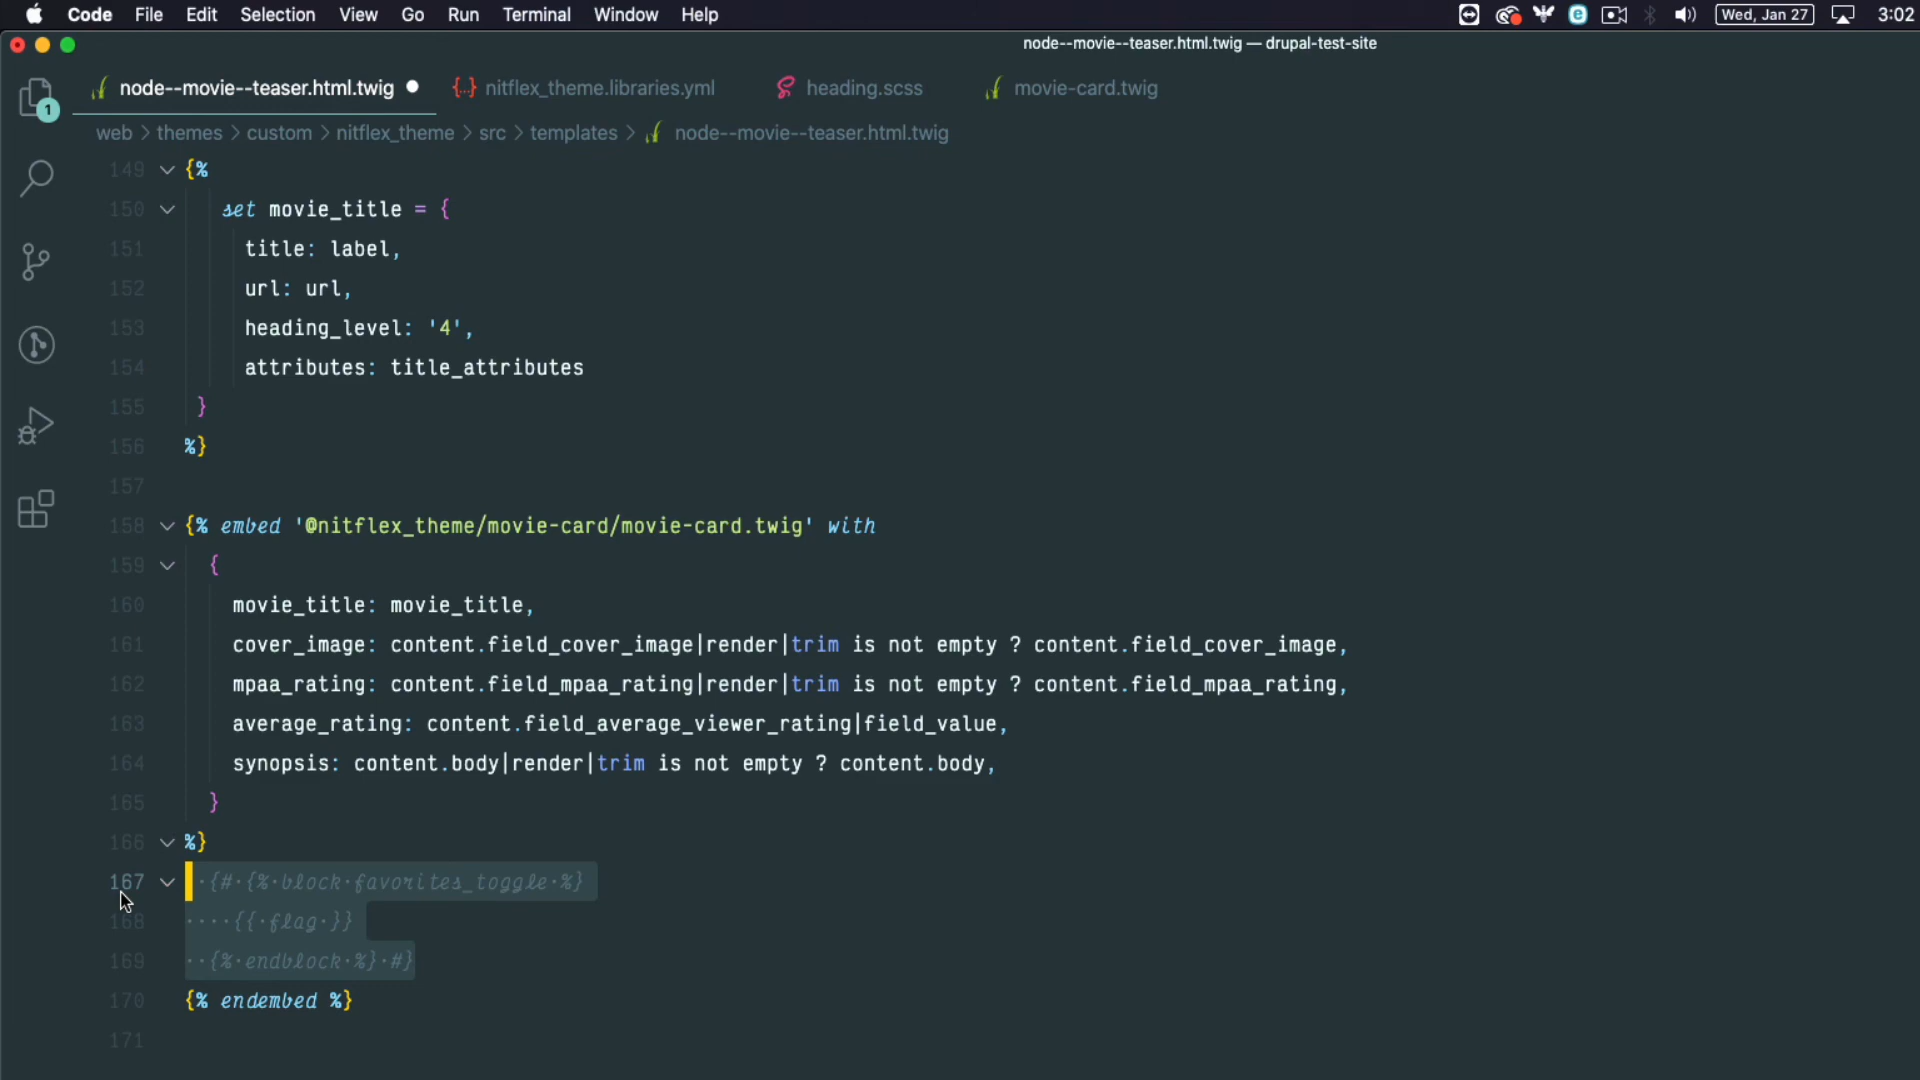 Code File Edit Selection View Go Run Terminal Window Help Wed, Jan 27 3:02
node--movie--teaser.html.twig — drupal-test-site
node--movie--teaser.html.twig nitflex_theme.libraries.yml heading.scss movie-card.twig
web > themes > custom > nitflex_theme > src > templates > node--movie--teaser.html.twig
1
149 {%
150 set movie_title = {
151 title: label,
152 url: url,
153 heading_level: '4',
154 attributes: title_attributes
155 }
156 %}
157
158 {% embed '@nitflex_theme/movie-card/movie-card.twig' with
159 {
160 movie_title: movie_title,
161 cover_image: content.field_cover_image|render|trim is not empty ? content.field_cover_image,
162 mpaa_rating: content.field_mpaa_rating|render|trim is not empty ? content.field_mpaa_rating,
163 average_rating: content.field_average_viewer_rating|field_value,
164 synopsis: content.body|render|trim is not empty ? content.body,
165 }
166 %}
167 ·{#·{%·block·favorites_toggle·%}
168 ····{{·flag·}}
169 ··{%·endblock·%}·#}
170 {% endembed %}
171